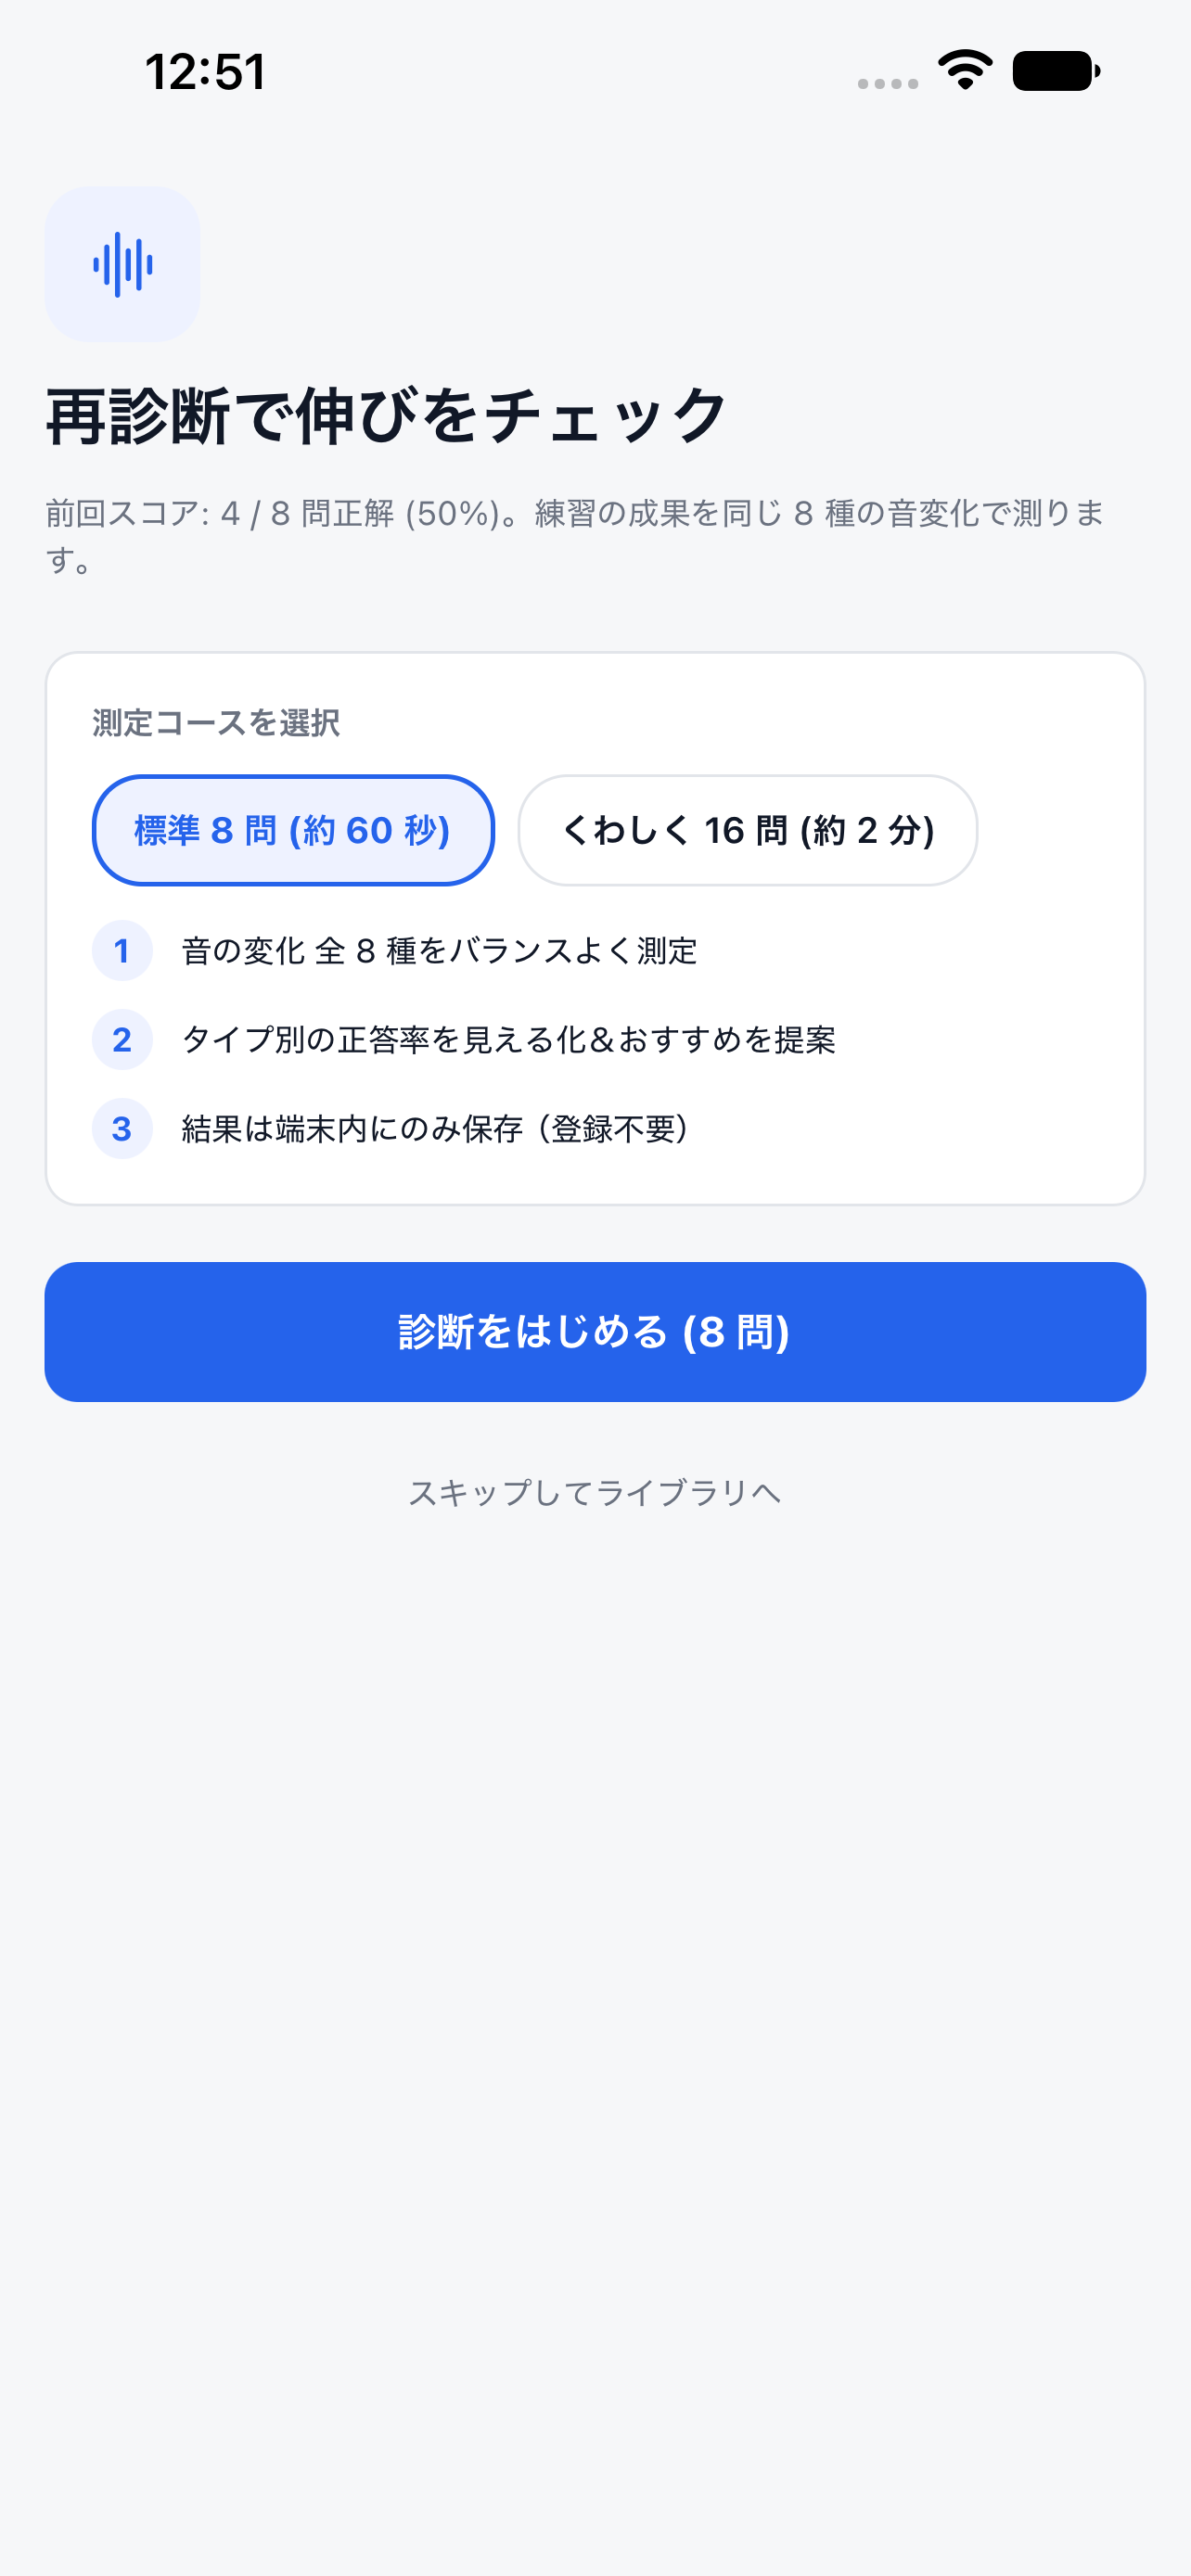 12:51
再診断で伸びをチェック
前回スコア: 4 / 8 問正解 (50%)。練習の成果を同じ 8 種の音変化で測りま
す。
測定コースを選択
標準 8 問 (約 60 秒)
くわしく 16 問 (約 2 分)
1 音の変化 全 8 種をバランスよく測定
2 タイプ別の正答率を見える化＆おすすめを提案
3 結果は端末内にのみ保存（登録不要）
診断をはじめる (8 問)
スキップしてライブラリへ